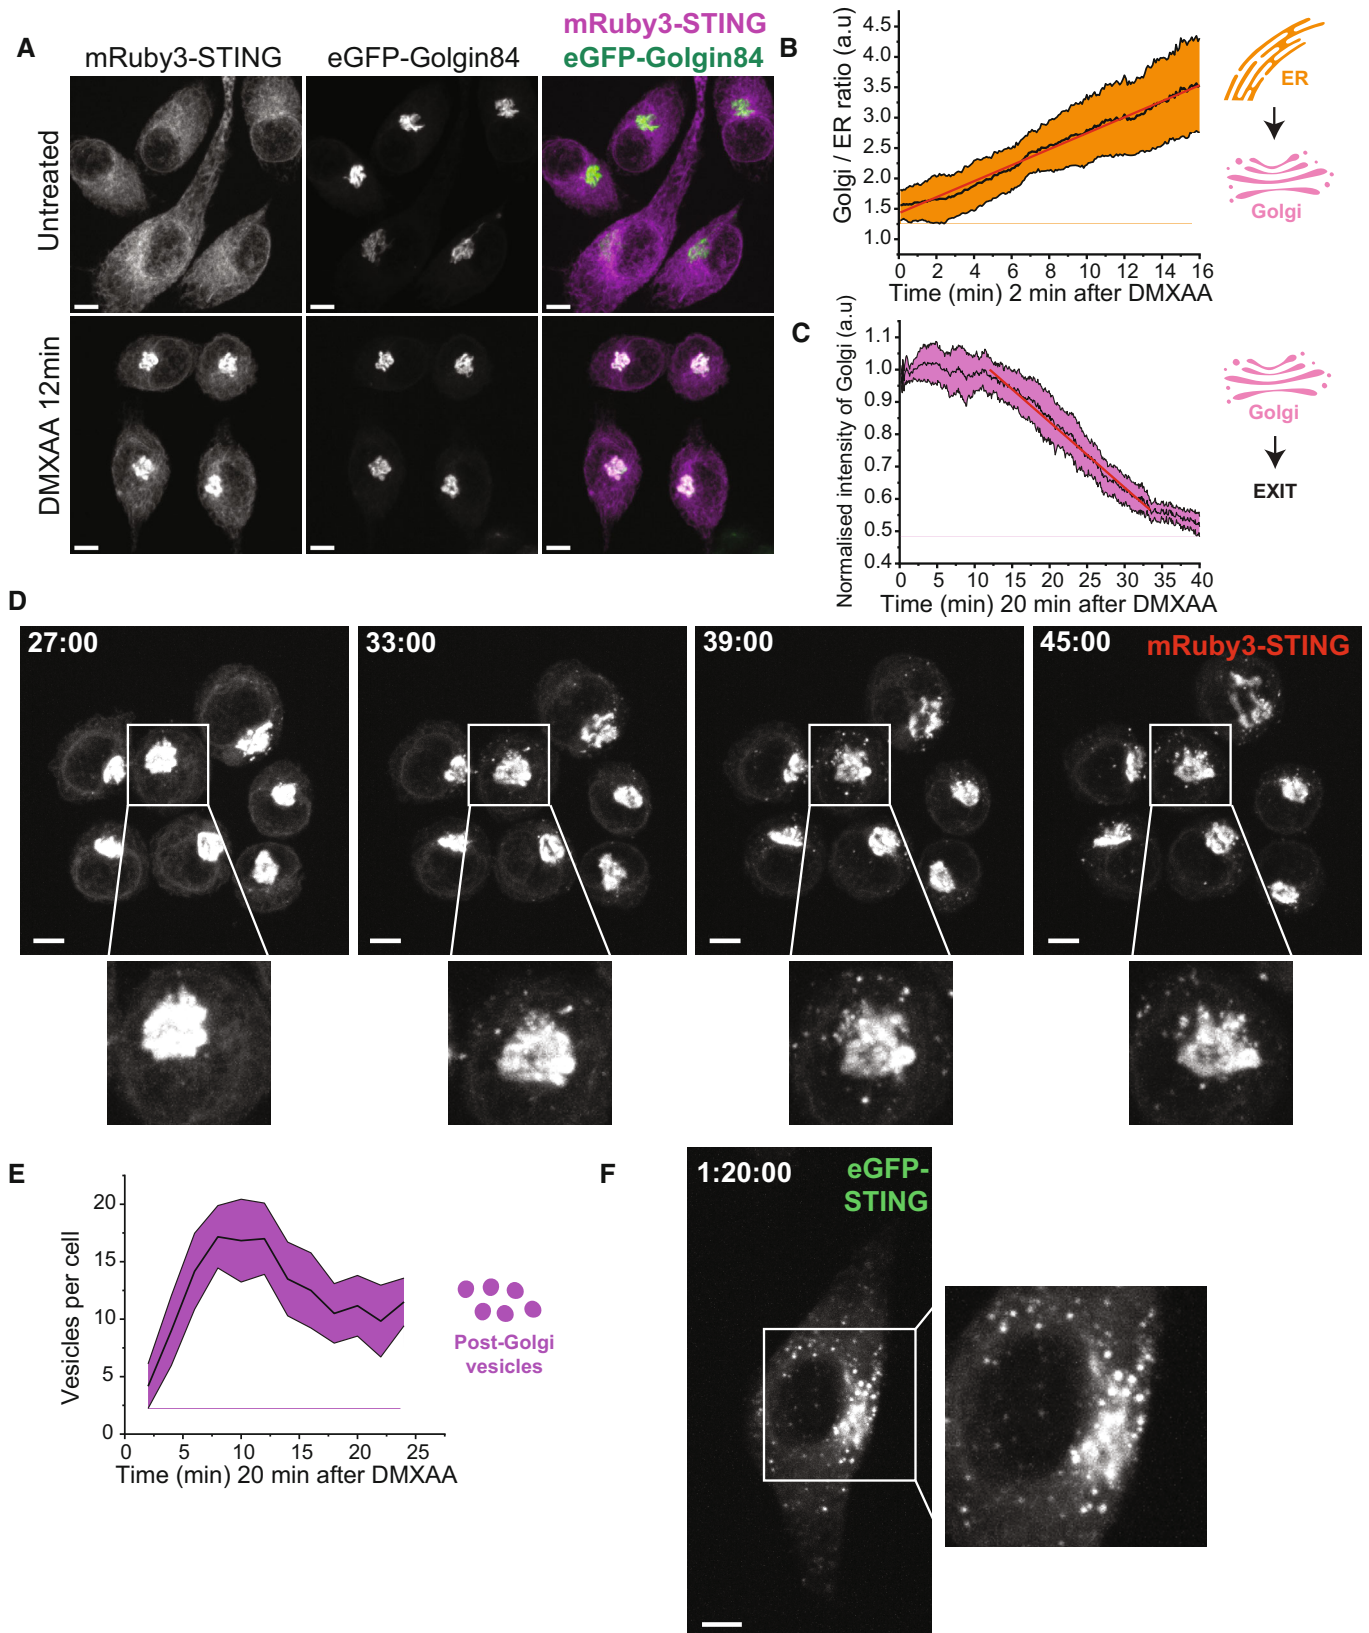 A
mRuby3-STING
eGFP-Golgin84
mRuby3-STING
eGFP-Golgin84
Untreated
DMXAA 12min
B
Golgi / ER ratio (a.u)
4.5
4.0
3.5
3.0
2.5
2.0
1.5
1.0
0 2 4 6 8 10 12 14 16
Time (min) 2 min after DMXAA
ER
Golgi
C
Normalised intensity of Golgi (a.u)
1.1
1.0
0.9
0.8
0.7
0.6
0.5
0.4
0 5 10 15 20 25 30 35 40
Time (min) 20 min after DMXAA
Golgi
EXIT
D
27:00
33:00
39:00
45:00
mRuby3-STING
E
Vesicles per cell
20
15
10
5
0
0 5 10 15 20 25
Time (min) 20 min after DMXAA
Post-Golgi
vesicles
F
1:20:00
eGFP-
STING